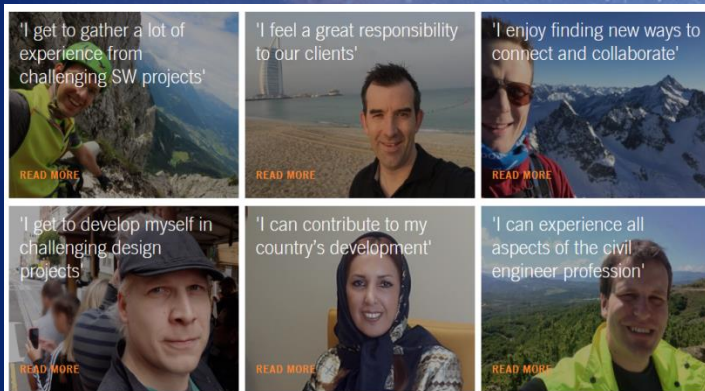 'I get to gather a lot of
experience from
challenging SW projects'
READ MORE
'I feel a great responsibility
to our clients'
READ MORE
'I enjoy finding new ways to
connect and collaborate'
READ MORE
'I get to develop myself in
challenging design
projects'
READ MORE
'I can contribute to my
country's development'
READ MORE
'I can experience all
aspects of the civil
engineer profession'
READ MORE